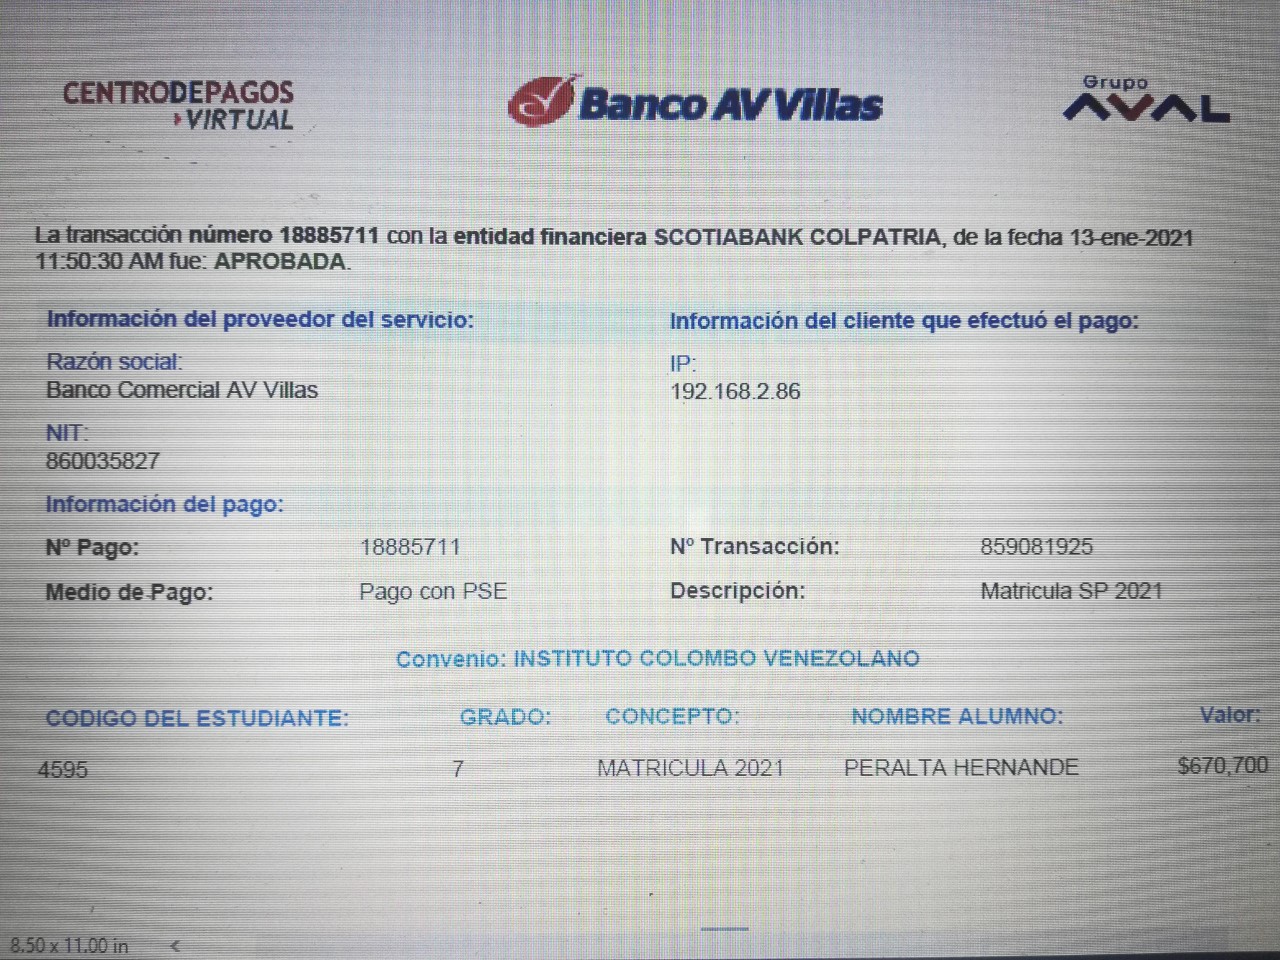 CENTRODEPAGOS
VIRTUAL
Banco AV Villas
Grupo
AVAL
La transacción número 18885711 con la entidad financiera SCOTIABANK COLPATRIA, de la fecha 13-ene-2021
11:50:30 AM fue: APROBADA.
Información del proveedor del servicio:
Información del cliente que efectuó el pago:
Razón social:
Banco Comercial AV Villas
IP:
192.168.2.86
NIT:
860035827
Información del pago:
Nº Pago: 18885711 Nº Transacción: 859081925
Medio de Pago: Pago con PSE Descripción: Matricula SP 2021
Convenio: INSTITUTO COLOMBO VENEZOLANO
CODIGO DEL ESTUDIANTE: GRADO: CONCEPTO: NOMBRE ALUMNO: Valor:
4595 7 MATRICULA 2021 PERALTA HERNANDE $670,700
8.50 x 11.00 in